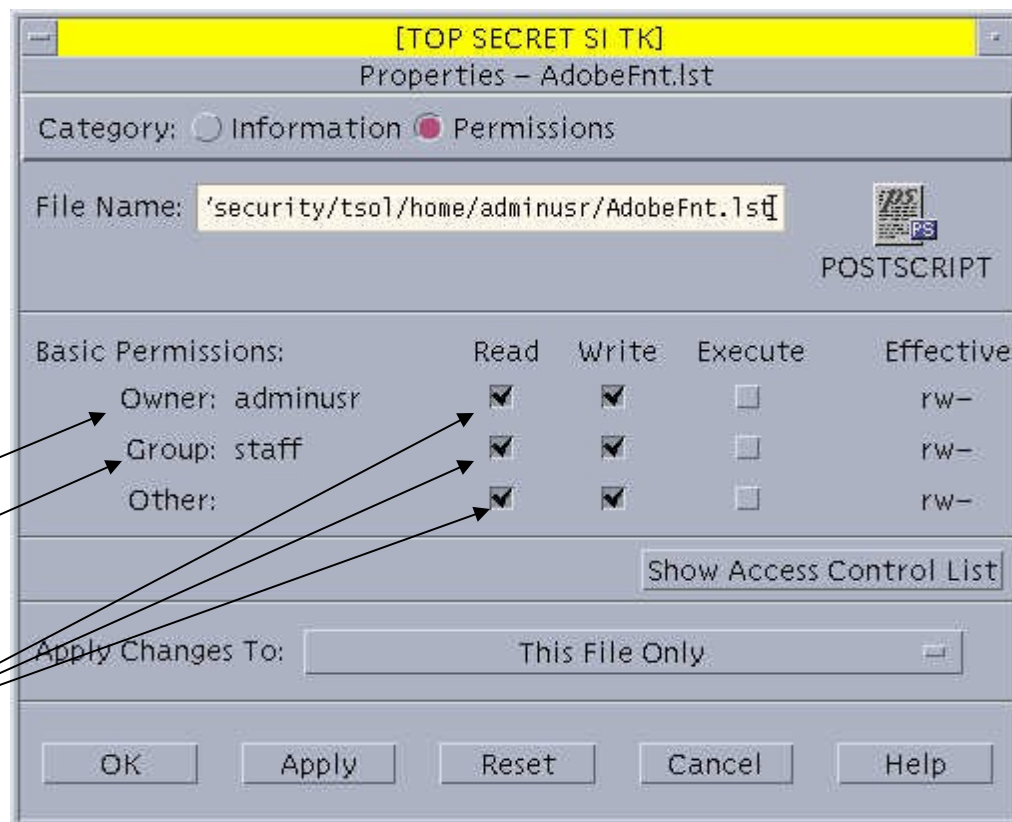 [TOP SECRET SI TK]
Properties – AdobeFnt.lst
Category: Information Permissions
File Name: /security/tsol/home/adminusr/AdobeFnt.lst
PS
PS
POSTSCRIPT
Basic Permissions: Read Write Execute Effective
Owner: adminusr rw–
Group: staff rw–
Other: rw–
Show Access Control List
Apply Changes To: This File Only
OK Apply Reset Cancel Help